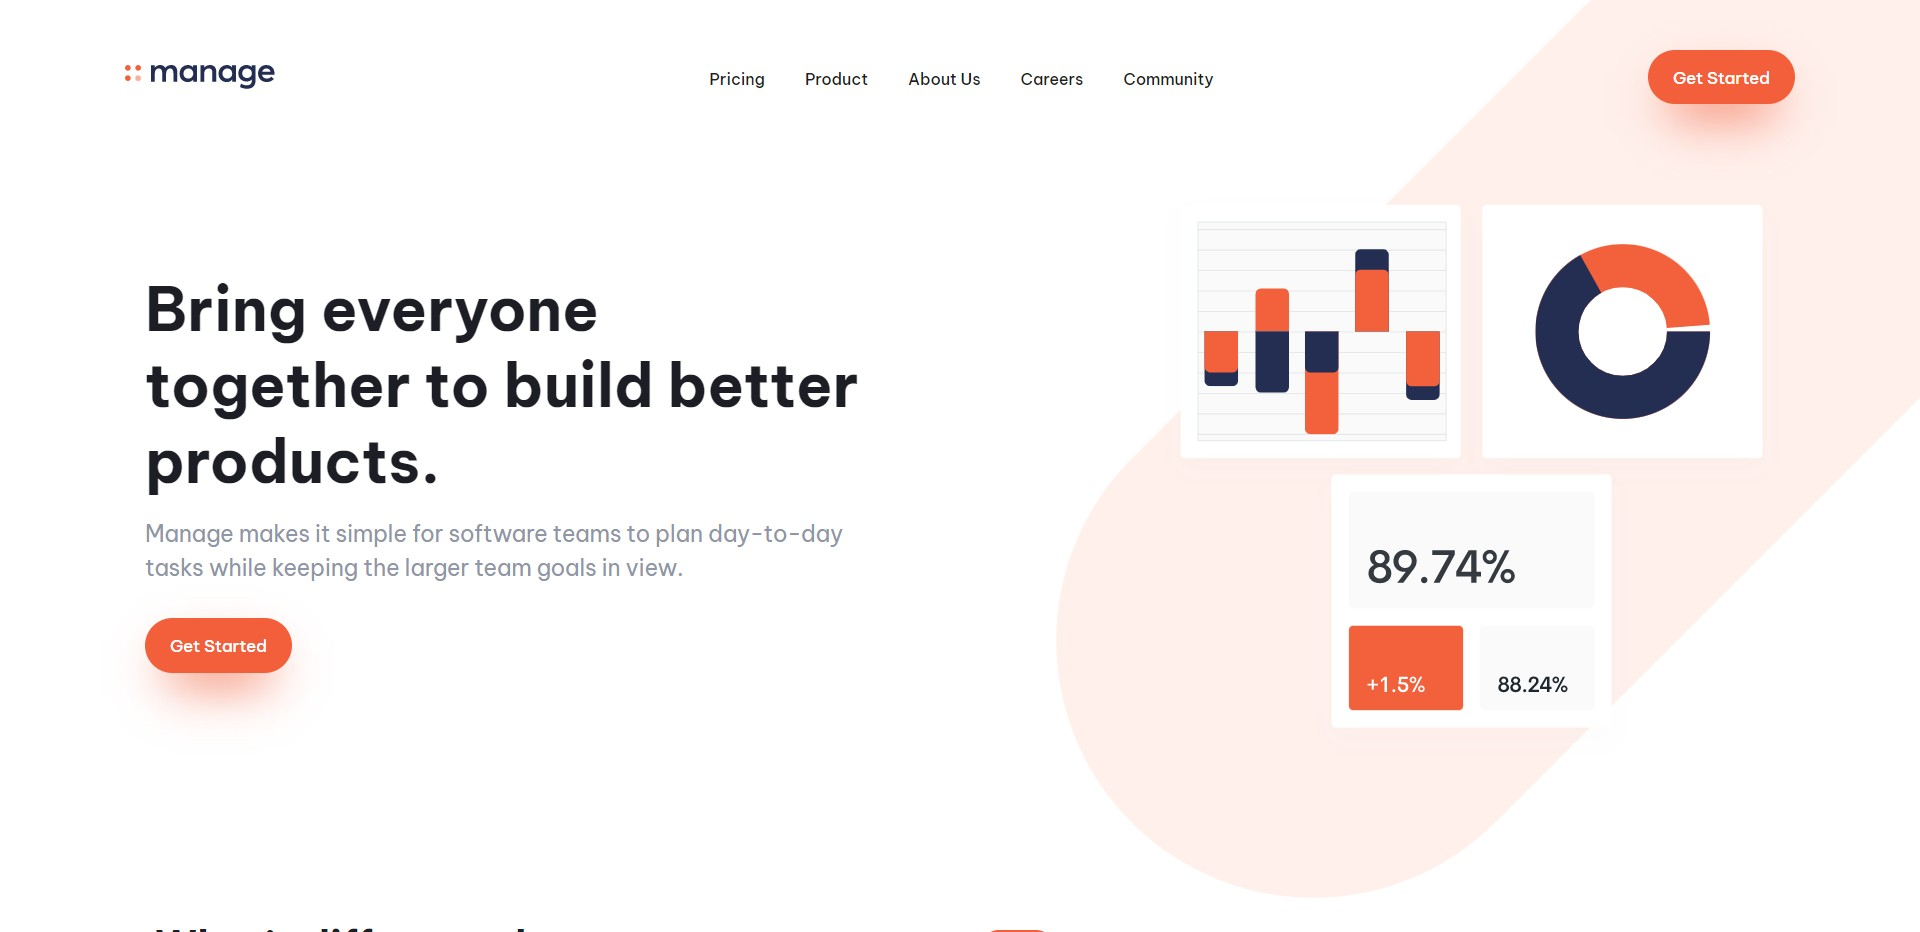 manage
Pricing Product About Us Careers Community
Get Started
Bring everyone
together to build better
products.
Manage makes it simple for software teams to plan day-to-day
tasks while keeping the larger team goals in view.
Get Started
89.74%
+1.5%
88.24%